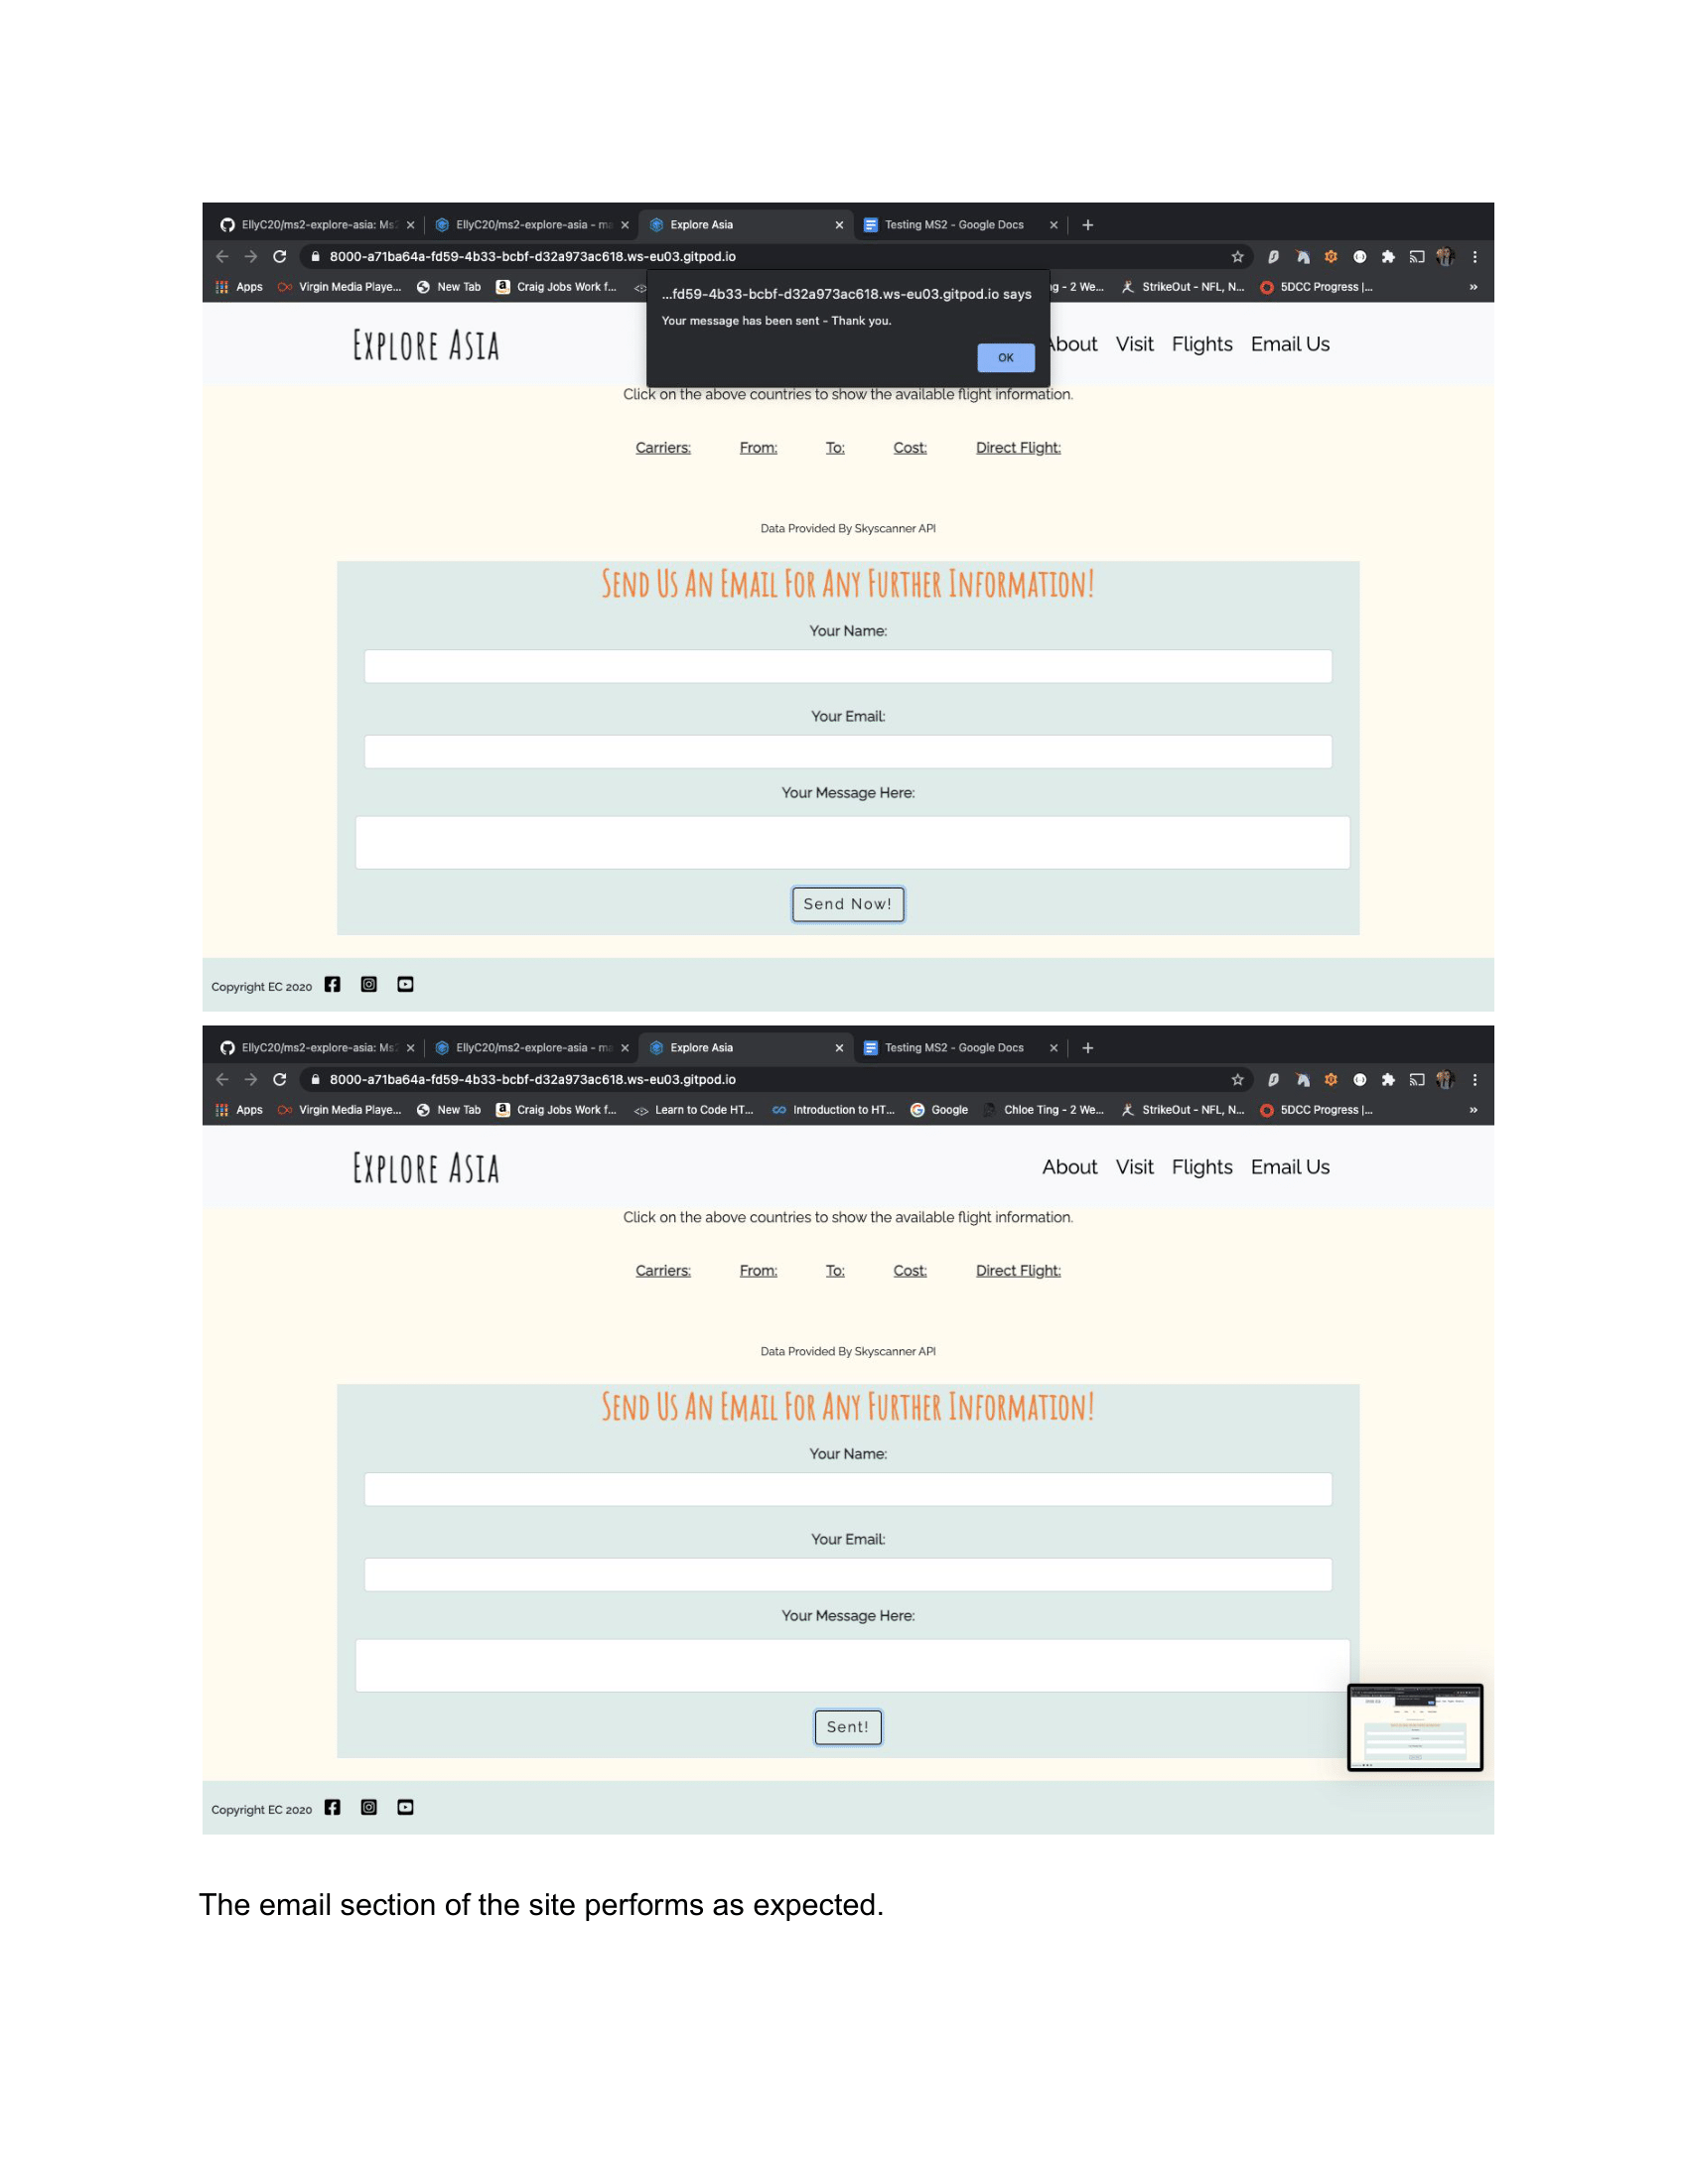 EllyC20/ms2-explore-asia: Ms2 EllyC20/ms2-explore-asia - ma Explore Asia Testing MS2 - Google Docs
8000-a71ba64a-fd59-4b33-bcbf-d32a973ac618.ws-eu03.gitpod.io
Apps Virgin Media Playe... New Tab Craig Jobs Work f... ng - 2 We... StrikeOut - NFL, N... 5DCC Progress |... »
...fd59-4b33-bcbf-d32a973ac618.ws-eu03.gitpod.io says
Your message has been sent - Thank you.
OK
Explore Asia About Visit Flights Email Us
Click on the above countries to show the available flight information.
Carriers: From: To: Cost: Direct Flight:
Data Provided By Skyscanner API
Send Us An Email For Any Further Information!
Your Name:
Your Email:
Your Message Here:
Send Now!
Copyright EC 2020
EllyC20/ms2-explore-asia: Ms2 EllyC20/ms2-explore-asia - ma Explore Asia Testing MS2 - Google Docs
8000-a71ba64a-fd59-4b33-bcbf-d32a973ac618.ws-eu03.gitpod.io
Apps Virgin Media Playe... New Tab Craig Jobs Work f... Learn to Code HT... Introduction to HT... Google Chloe Ting - 2 We... StrikeOut - NFL, N... 5DCC Progress |... »
Explore Asia About Visit Flights Email Us
Click on the above countries to show the available flight information.
Carriers: From: To: Cost: Direct Flight:
Data Provided By Skyscanner API
Send Us An Email For Any Further Information!
Your Name:
Your Email:
Your Message Here:
Sent!
Copyright EC 2020
The email section of the site performs as expected.